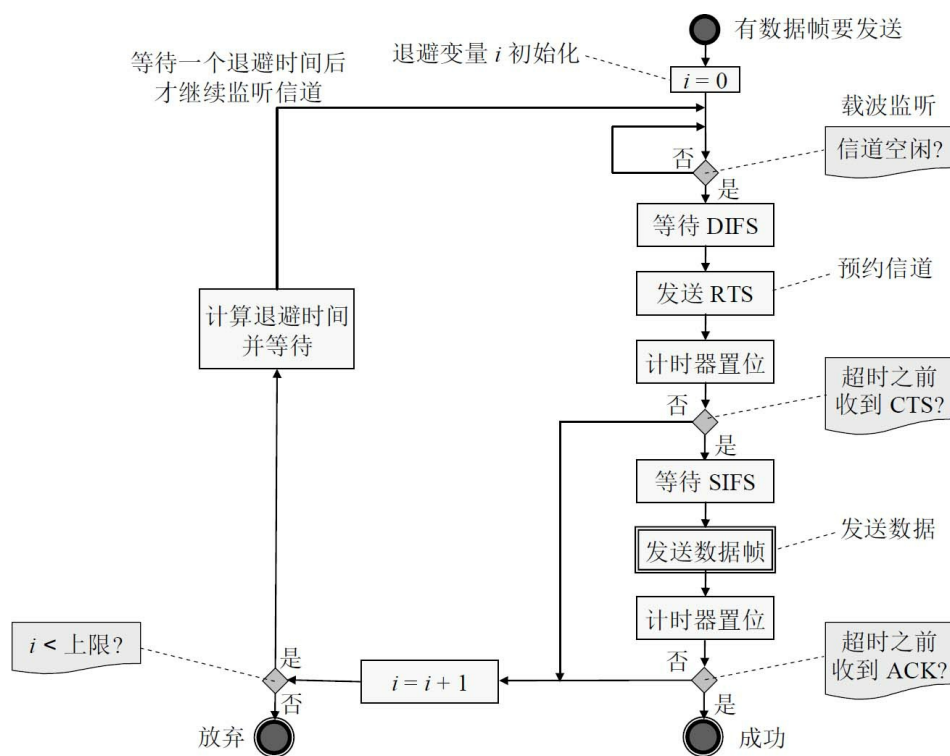 有数据帧要发送
退避变量 i 初始化
i = 0
等待一个退避时间后
才继续监听信道
载波监听
信道空闲?
否
是
等待 DIFS
发送 RTS
预约信道
计算退避时间
并等待
计时器置位
超时之前
收到 CTS?
否
是
等待 SIFS
发送数据帧
发送数据
计时器置位
超时之前
收到 ACK?
否
是
i = i + 1
i < 上限?
是
否
放弃
成功